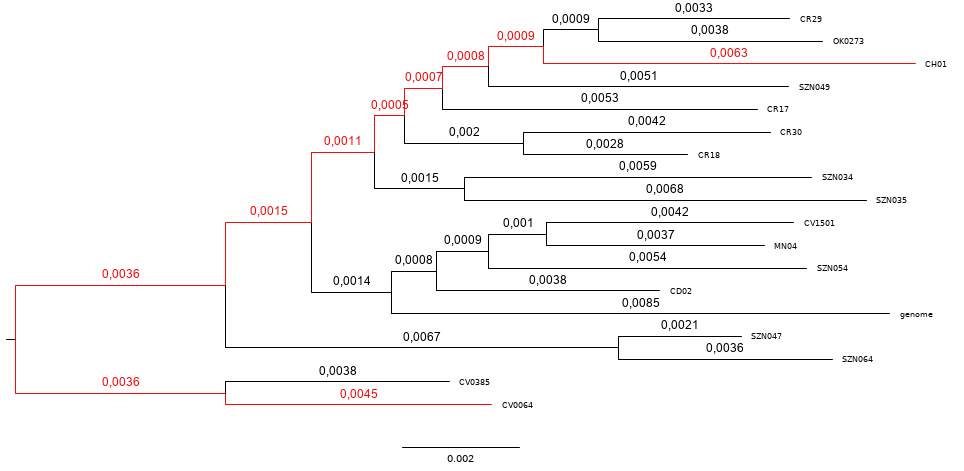 0,0033
CR29
0,0009
0,0038
OK0273
0,0009
0,0063
CH01
0,0008
0,0051
SZN049
0,0007
0,0053
CR17
0,0005
0,0042
CR30
0,002
0,0028
CR18
0,0011
0,0059
SZN034
0,0015
0,0068
SZN035
0,0015
0,0042
CV1501
0,001
0,0037
MN04
0,0009
0,0054
SZN054
0,0008
0,0038
CD02
0,0014
0,0085
genome
0,0036
0,0021
SZN047
0,0067
0,0036
SZN064
0,0038
CV0385
0,0036
0,0045
CV0064
0.002